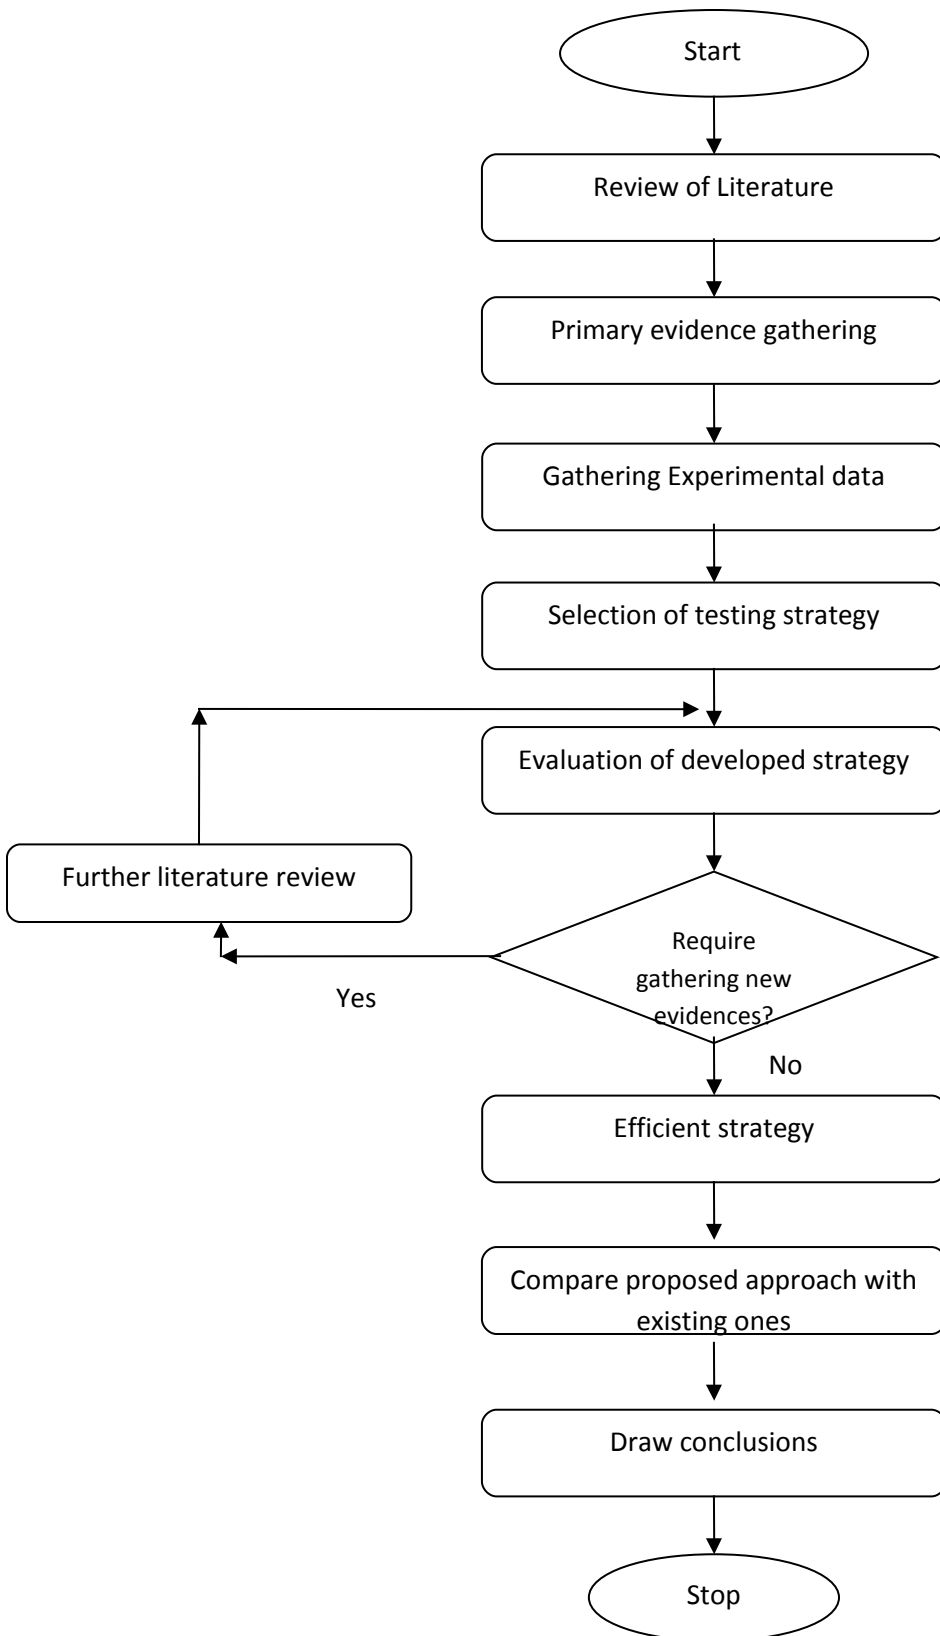 Start
Review of Literature
Primary evidence gathering
Gathering Experimental data
Selection of testing strategy
Evaluation of developed strategy
Further literature review
Require
gathering new
evidences?
Yes
No
Efficient strategy
Compare proposed approach with
existing ones
Draw conclusions
Stop